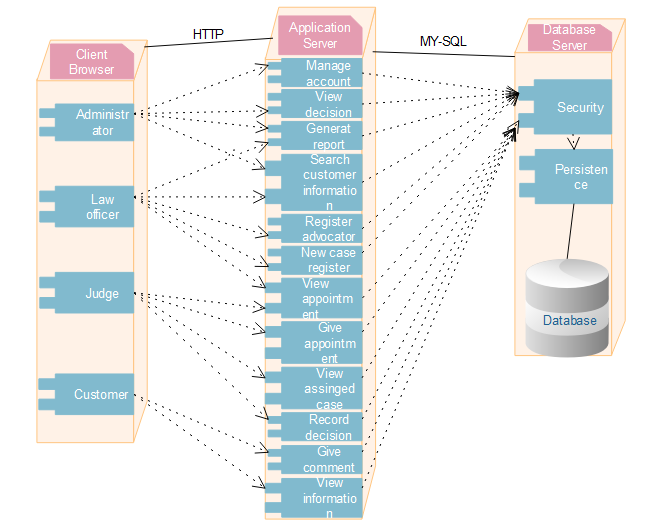 HTTP
MY-SQL
Client
Browser
Administr
ator
Law
officer
Judge
Customer
Application
Server
Manage
account
View
decision
Generat
report
Search
customer
informatio
n
Register
advocator
New case
register
View
appointm
ent
Give
appointm
ent
View
assinged
case
Record
decision
Give
comment
View
informatio
n
Database
Server
Security
Persisten
ce
Database